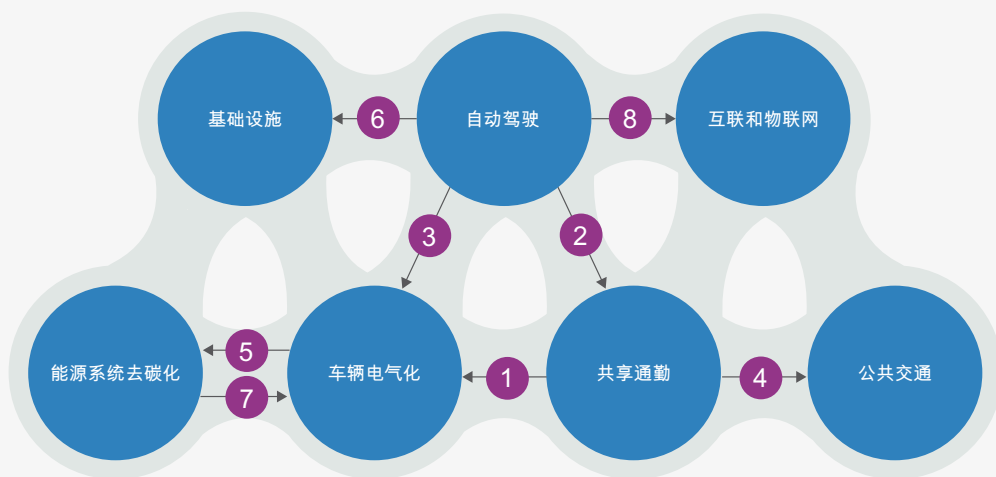 基础设施
6
自动驾驶
8
互联和物联网
3
2
能源系统去碳化
5
7
车辆电气化
1
共享通勤
4
公共交通